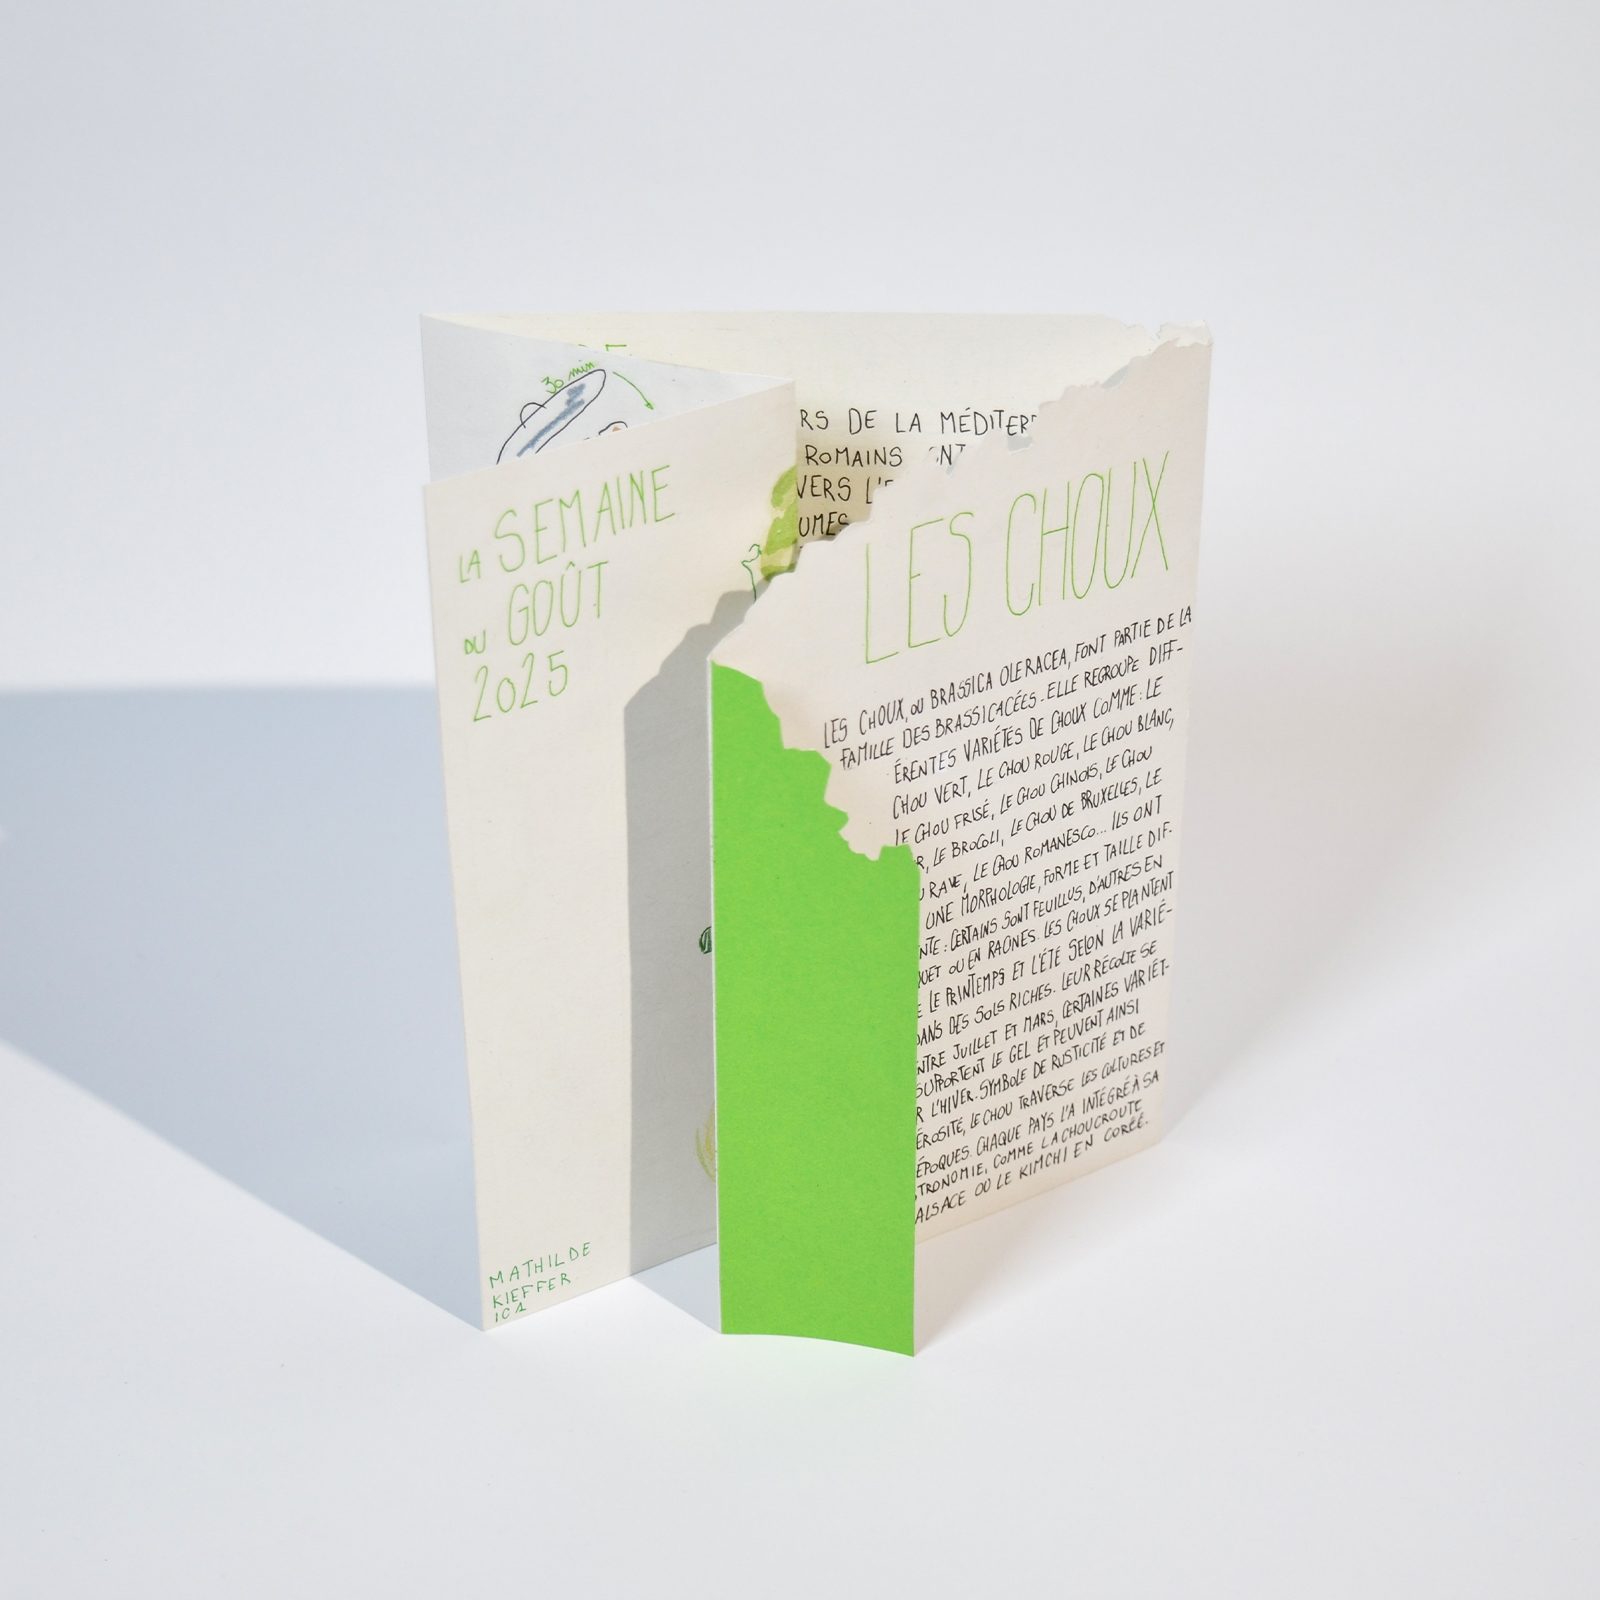 30 min
LA SEMAINE
DU GOÛT
2025
MATHILDE
KIEFFER
IC1
RS DE LA MÉDITER
ROMAINS ONT
VERS L'E
UMES
LES CHOUX
LES CHOUX, OU BRASSICA OLERACEA, FONT PARTIE DE LA
FAMILLE DES BRASSICACÉES. ELLE REGROUPE DIFF-
ÉRENTES VARIÉTÉS DE CHOUX COMME : LE
CHOU VERT, LE CHOU ROUGE, LE CHOU BLANC,
LE CHOU FRISÉ, LE CHOU CHINOIS, LE CHOU
R, LE BROCOLI, LE CHOU DE BRUXELLES, LE
U RAVE, LE CHOU ROMANESCO... ILS ONT
UNE MORPHOLOGIE, FORME ET TAILLE DIF-
NTE : CERTAINS SONT FEUILLUS, D'AUTRES EN
QUET OU EN RACINES. LES CHOUX SE PLANTENT
E LE PRINTEMPS ET L'ÉTÉ SELON LA VARIÉ-
DANS DES SOLS RICHES. LEUR RÉCOLTE SE
NTRE JUILLET ET MARS, CERTAINES VARIÉT-
SUPPORTENT LE GEL ET PEUVENT AINSI
R L'HIVER. SYMBOLE DE RUSTICITÉ ET DE
ÉROSITÉ, LE CHOU TRAVERSE LES CULTURES ET
ÉPOQUES. CHAQUE PAYS L'A INTÉGRÉ À SA
TRONOMIE, COMME LA CHOUCROUTE
ALSACE OU LE KIMCHI EN CORÉE.